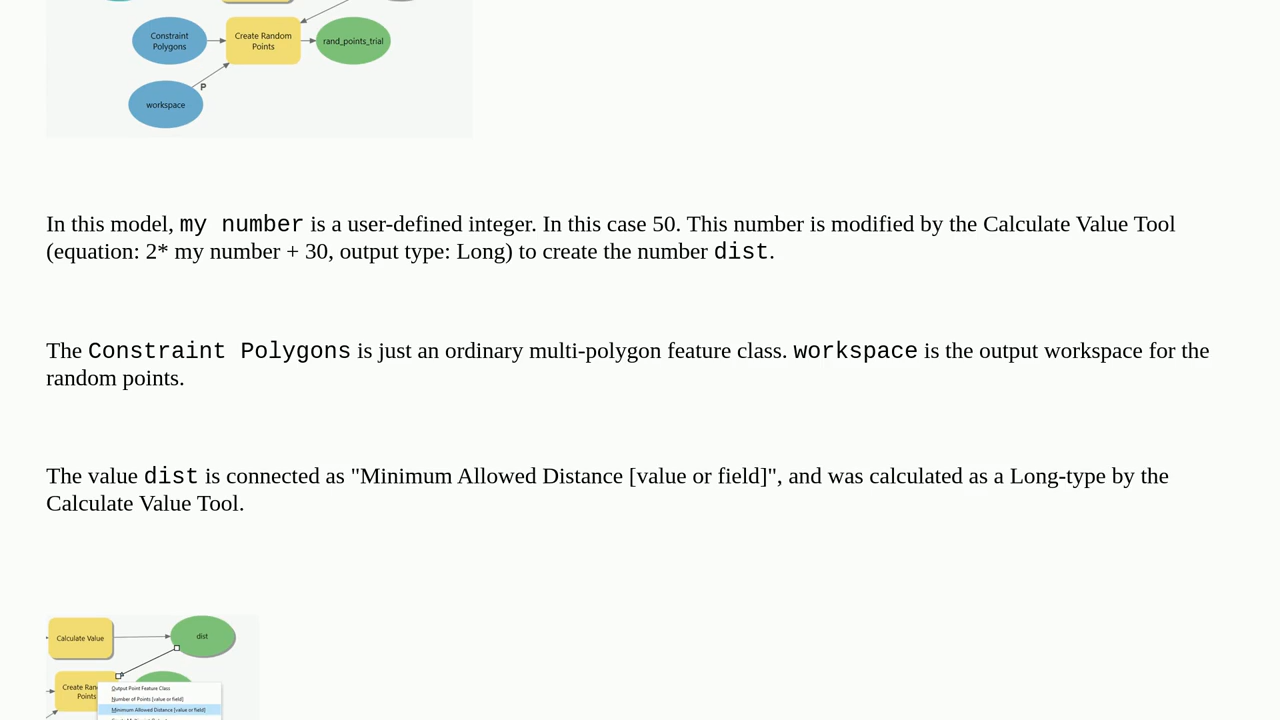 Constraint
Polygons
Create Random
Points
rand_points_trial
P
workspace
In this model, my number is a user-defined integer. In this case 50. This number is modified by the Calculate Value Tool
(equation: 2* my number + 30, output type: Long) to create the number dist.
The Constraint Polygons is just an ordinary multi-polygon feature class. workspace is the output workspace for the
random points.
The value dist is connected as "Minimum Allowed Distance [value or field]", and was calculated as a Long-type by the
Calculate Value Tool.
Calculate Value
dist
Create Ran
Points
Output Point Feature Class
Number of Points [value or field]
Minimum Allowed Distance [value or field]